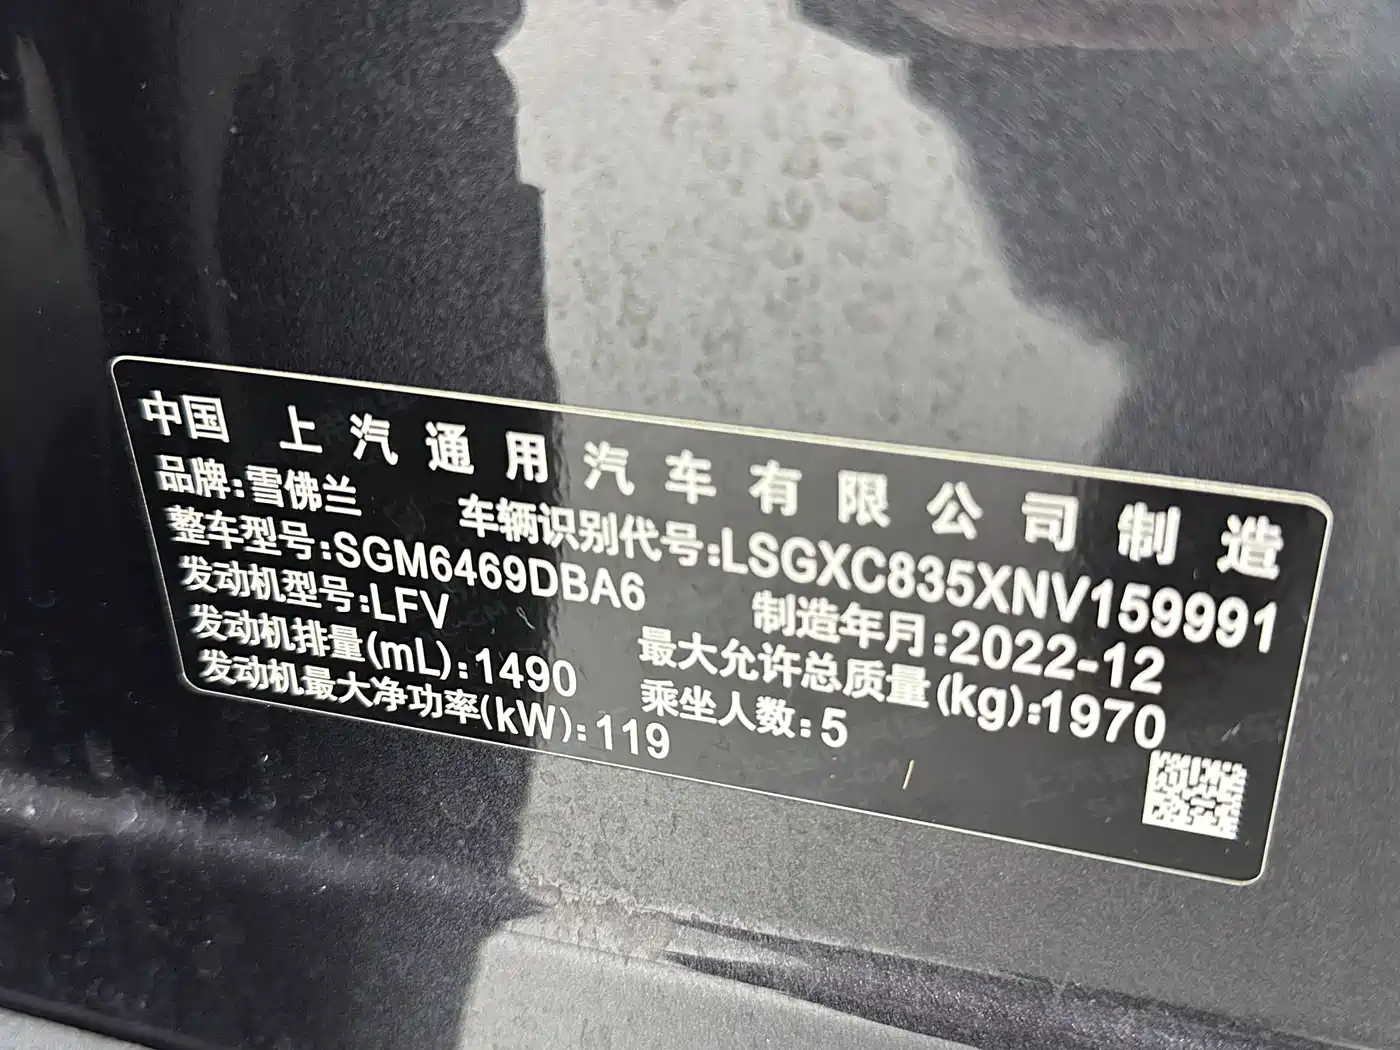 中国 上汽通用汽车有限公司制造
品牌:雪佛兰 车辆识别代号:LSGXC835XNV159991
整车型号:SGM6469DBA6 制造年月:2022-12
发动机型号:LFV 最大允许总质量(kg):1970
发动机排量(mL):1490 乘坐人数:5
发动机最大净功率(kW):119